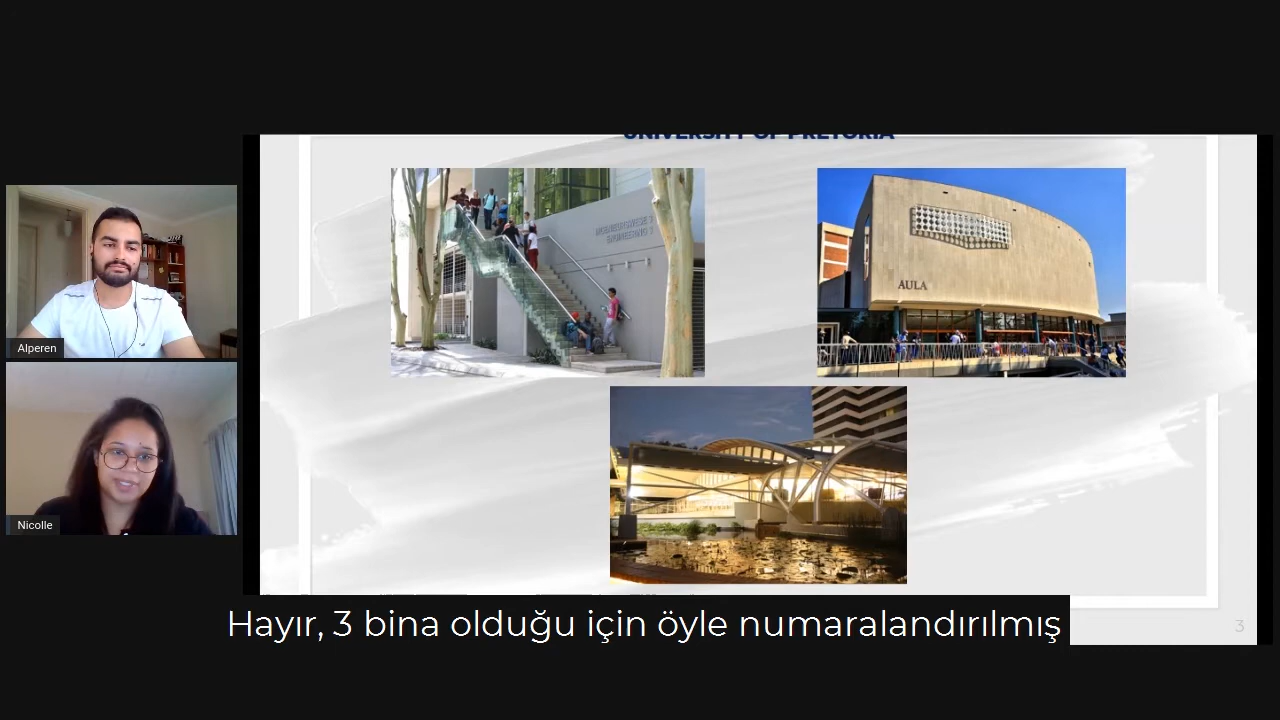 UNIVERSITY OF PRETORIA
AULA
Alperen
Nicolle
Hayır, 3 bina olduğu için öyle numaralandırılmış
3